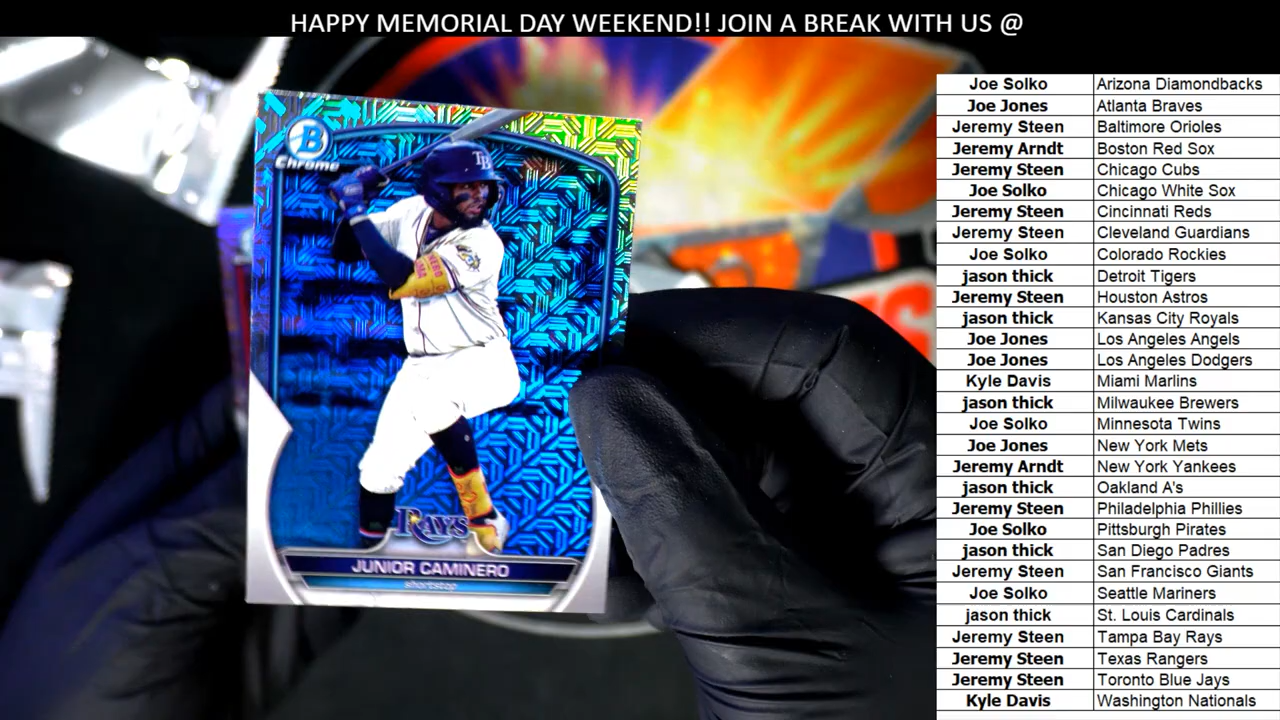 HAPPY MEMORIAL DAY WEEKEND!! JOIN A BREAK WITH US @
B
Chrome
TB
RAYS
JUNIOR CAMINERO
shortstop
Joe Solko Arizona Diamondbacks
Joe Jones Atlanta Braves
Jeremy Steen Baltimore Orioles
Jeremy Arndt Boston Red Sox
Jeremy Steen Chicago Cubs
Joe Solko Chicago White Sox
Jeremy Steen Cincinnati Reds
Jeremy Steen Cleveland Guardians
Joe Solko Colorado Rockies
jason thick Detroit Tigers
Jeremy Steen Houston Astros
jason thick Kansas City Royals
Joe Jones Los Angeles Angels
Joe Jones Los Angeles Dodgers
Kyle Davis Miami Marlins
jason thick Milwaukee Brewers
Joe Solko Minnesota Twins
Joe Jones New York Mets
Jeremy Arndt New York Yankees
jason thick Oakland A's
Jeremy Steen Philadelphia Phillies
Joe Solko Pittsburgh Pirates
jason thick San Diego Padres
Jeremy Steen San Francisco Giants
Joe Solko Seattle Mariners
jason thick St. Louis Cardinals
Jeremy Steen Tampa Bay Rays
Jeremy Steen Texas Rangers
Jeremy Steen Toronto Blue Jays
Kyle Davis Washington Nationals